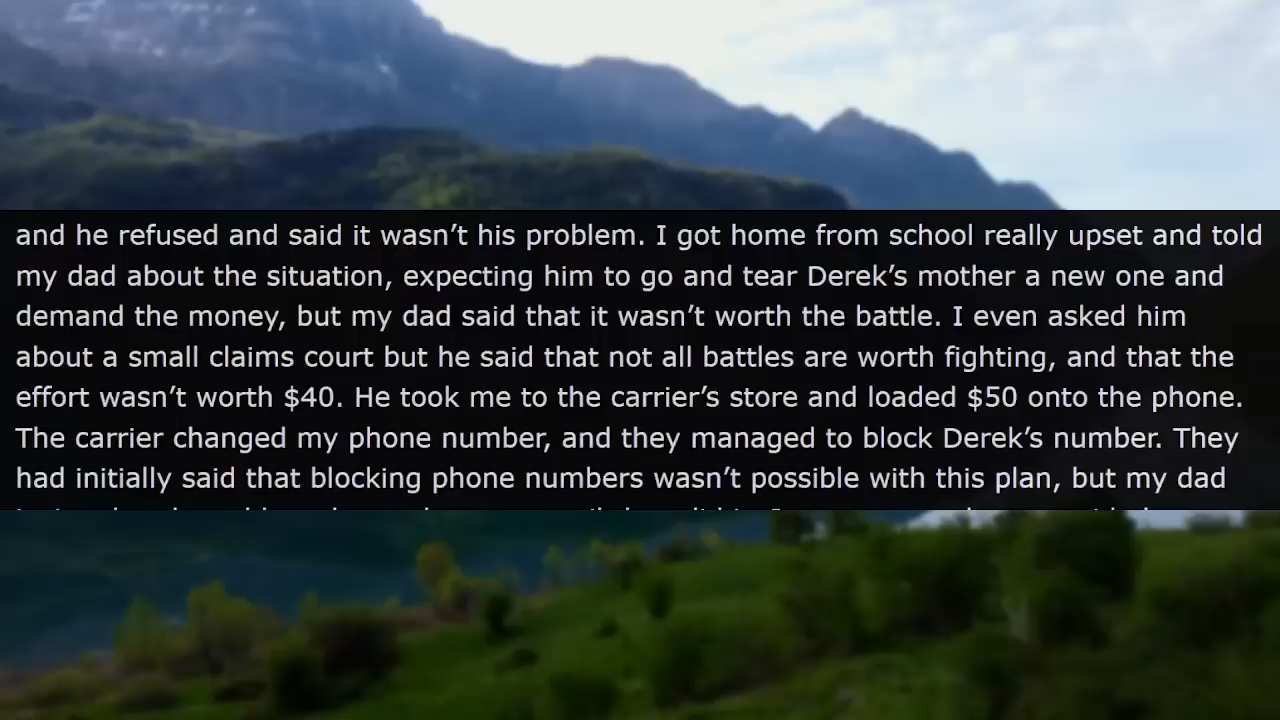 and he refused and said it wasn’t his problem. I got home from school really upset and told
my dad about the situation, expecting him to go and tear Derek’s mother a new one and
demand the money, but my dad said that it wasn’t worth the battle. I even asked him
about a small claims court but he said that not all battles are worth fighting, and that the
effort wasn’t worth $40. He took me to the carrier’s store and loaded $50 onto the phone.
The carrier changed my phone number, and they managed to block Derek’s number. They
had initially said that blocking phone numbers wasn’t possible with this plan, but my dad